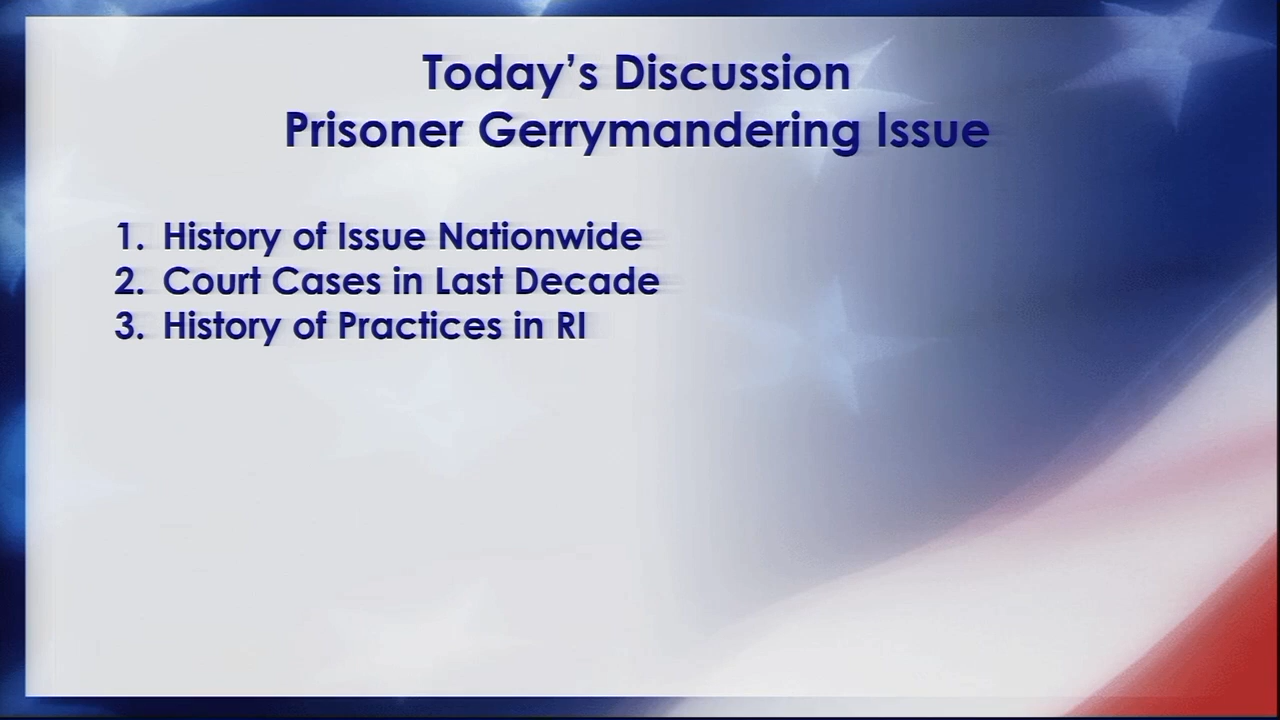 Today’s Discussion
Prisoner Gerrymandering Issue
1. History of Issue Nationwide
2. Court Cases in Last Decade
3. History of Practices in RI